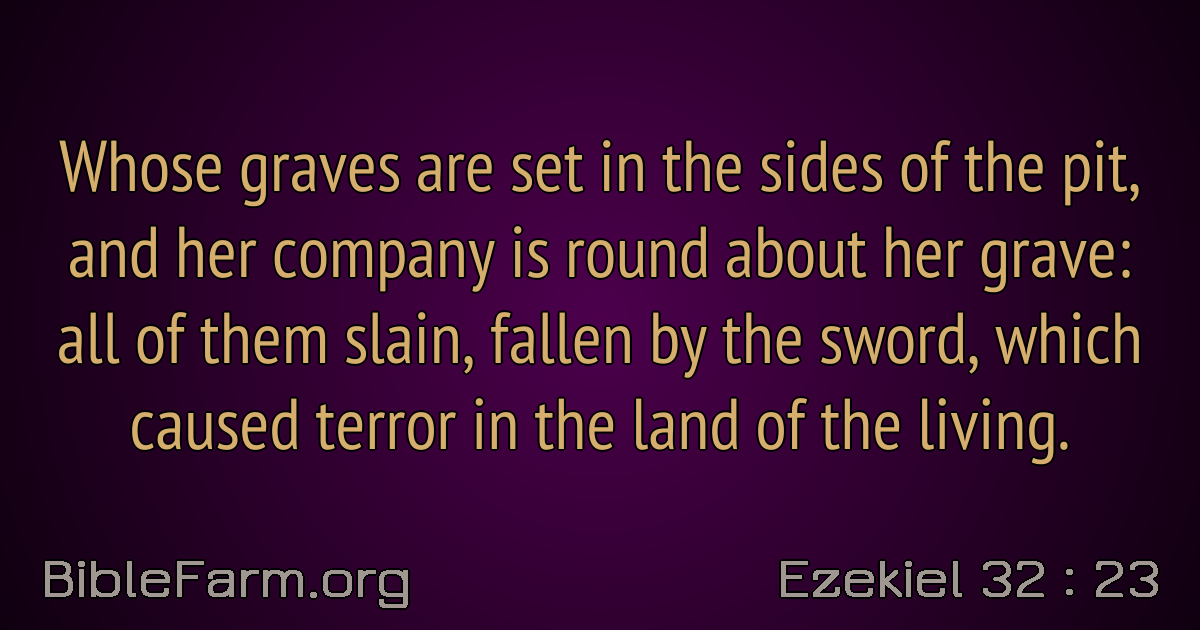 Whose graves are set in the sides of the pit,
and her company is round about her grave:
all of them slain, fallen by the sword, which
caused terror in the land of the living.
BibleFarm.org
Ezekiel 32 : 23